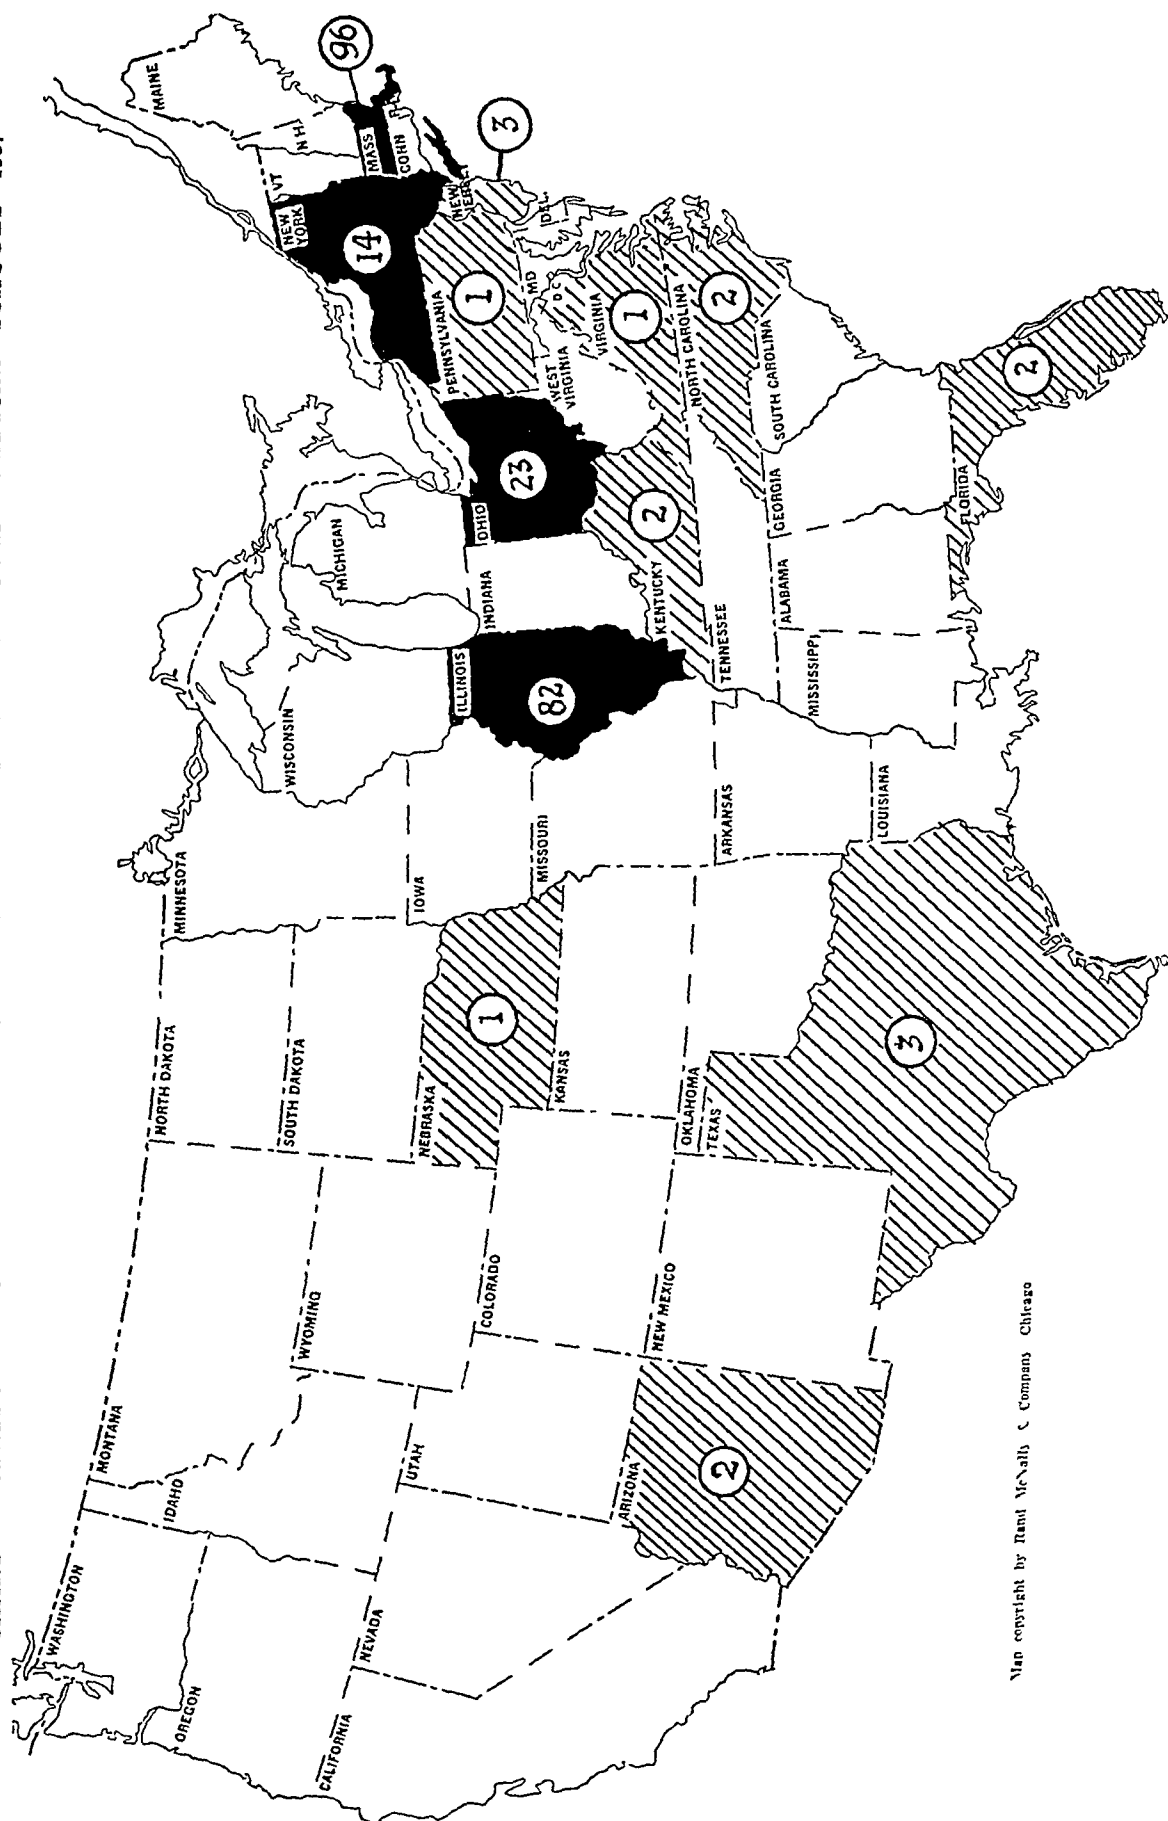 WASHINGTON
MONTANA
NORTH DAKOTA
MINNESOTA
MAINE
OREGON
IDAHO
SOUTH DAKOTA
WISCONSIN
MICHIGAN
VT
N H
NEW
YORK
WYOMING
14
96
MASS
CONN
CALIFORNIA
NEVADA
UTAH
NEBRASKA
IOWA
ILLINOIS
INDIANA
OHIO
PENNSYLVANIA
NEW
JERSEY
3
1
COLORADO
1
82
23
DEL.
MD
MISSOURI
WEST
VIRGINIA
D C
KANSAS
VIRGINIA
1
ARIZONA
NEW MEXICO
OKLAHOMA
TEXAS
KENTUCKY
2
NORTH CAROLINA
2
2
ARKANSAS
TENNESSEE
SOUTH CAROLINA
MISSISSIPPI
ALABAMA
GEORGIA
LOUISIANA
3
FLORIDA
2
Map copyright by Rand McNally & Company Chicago